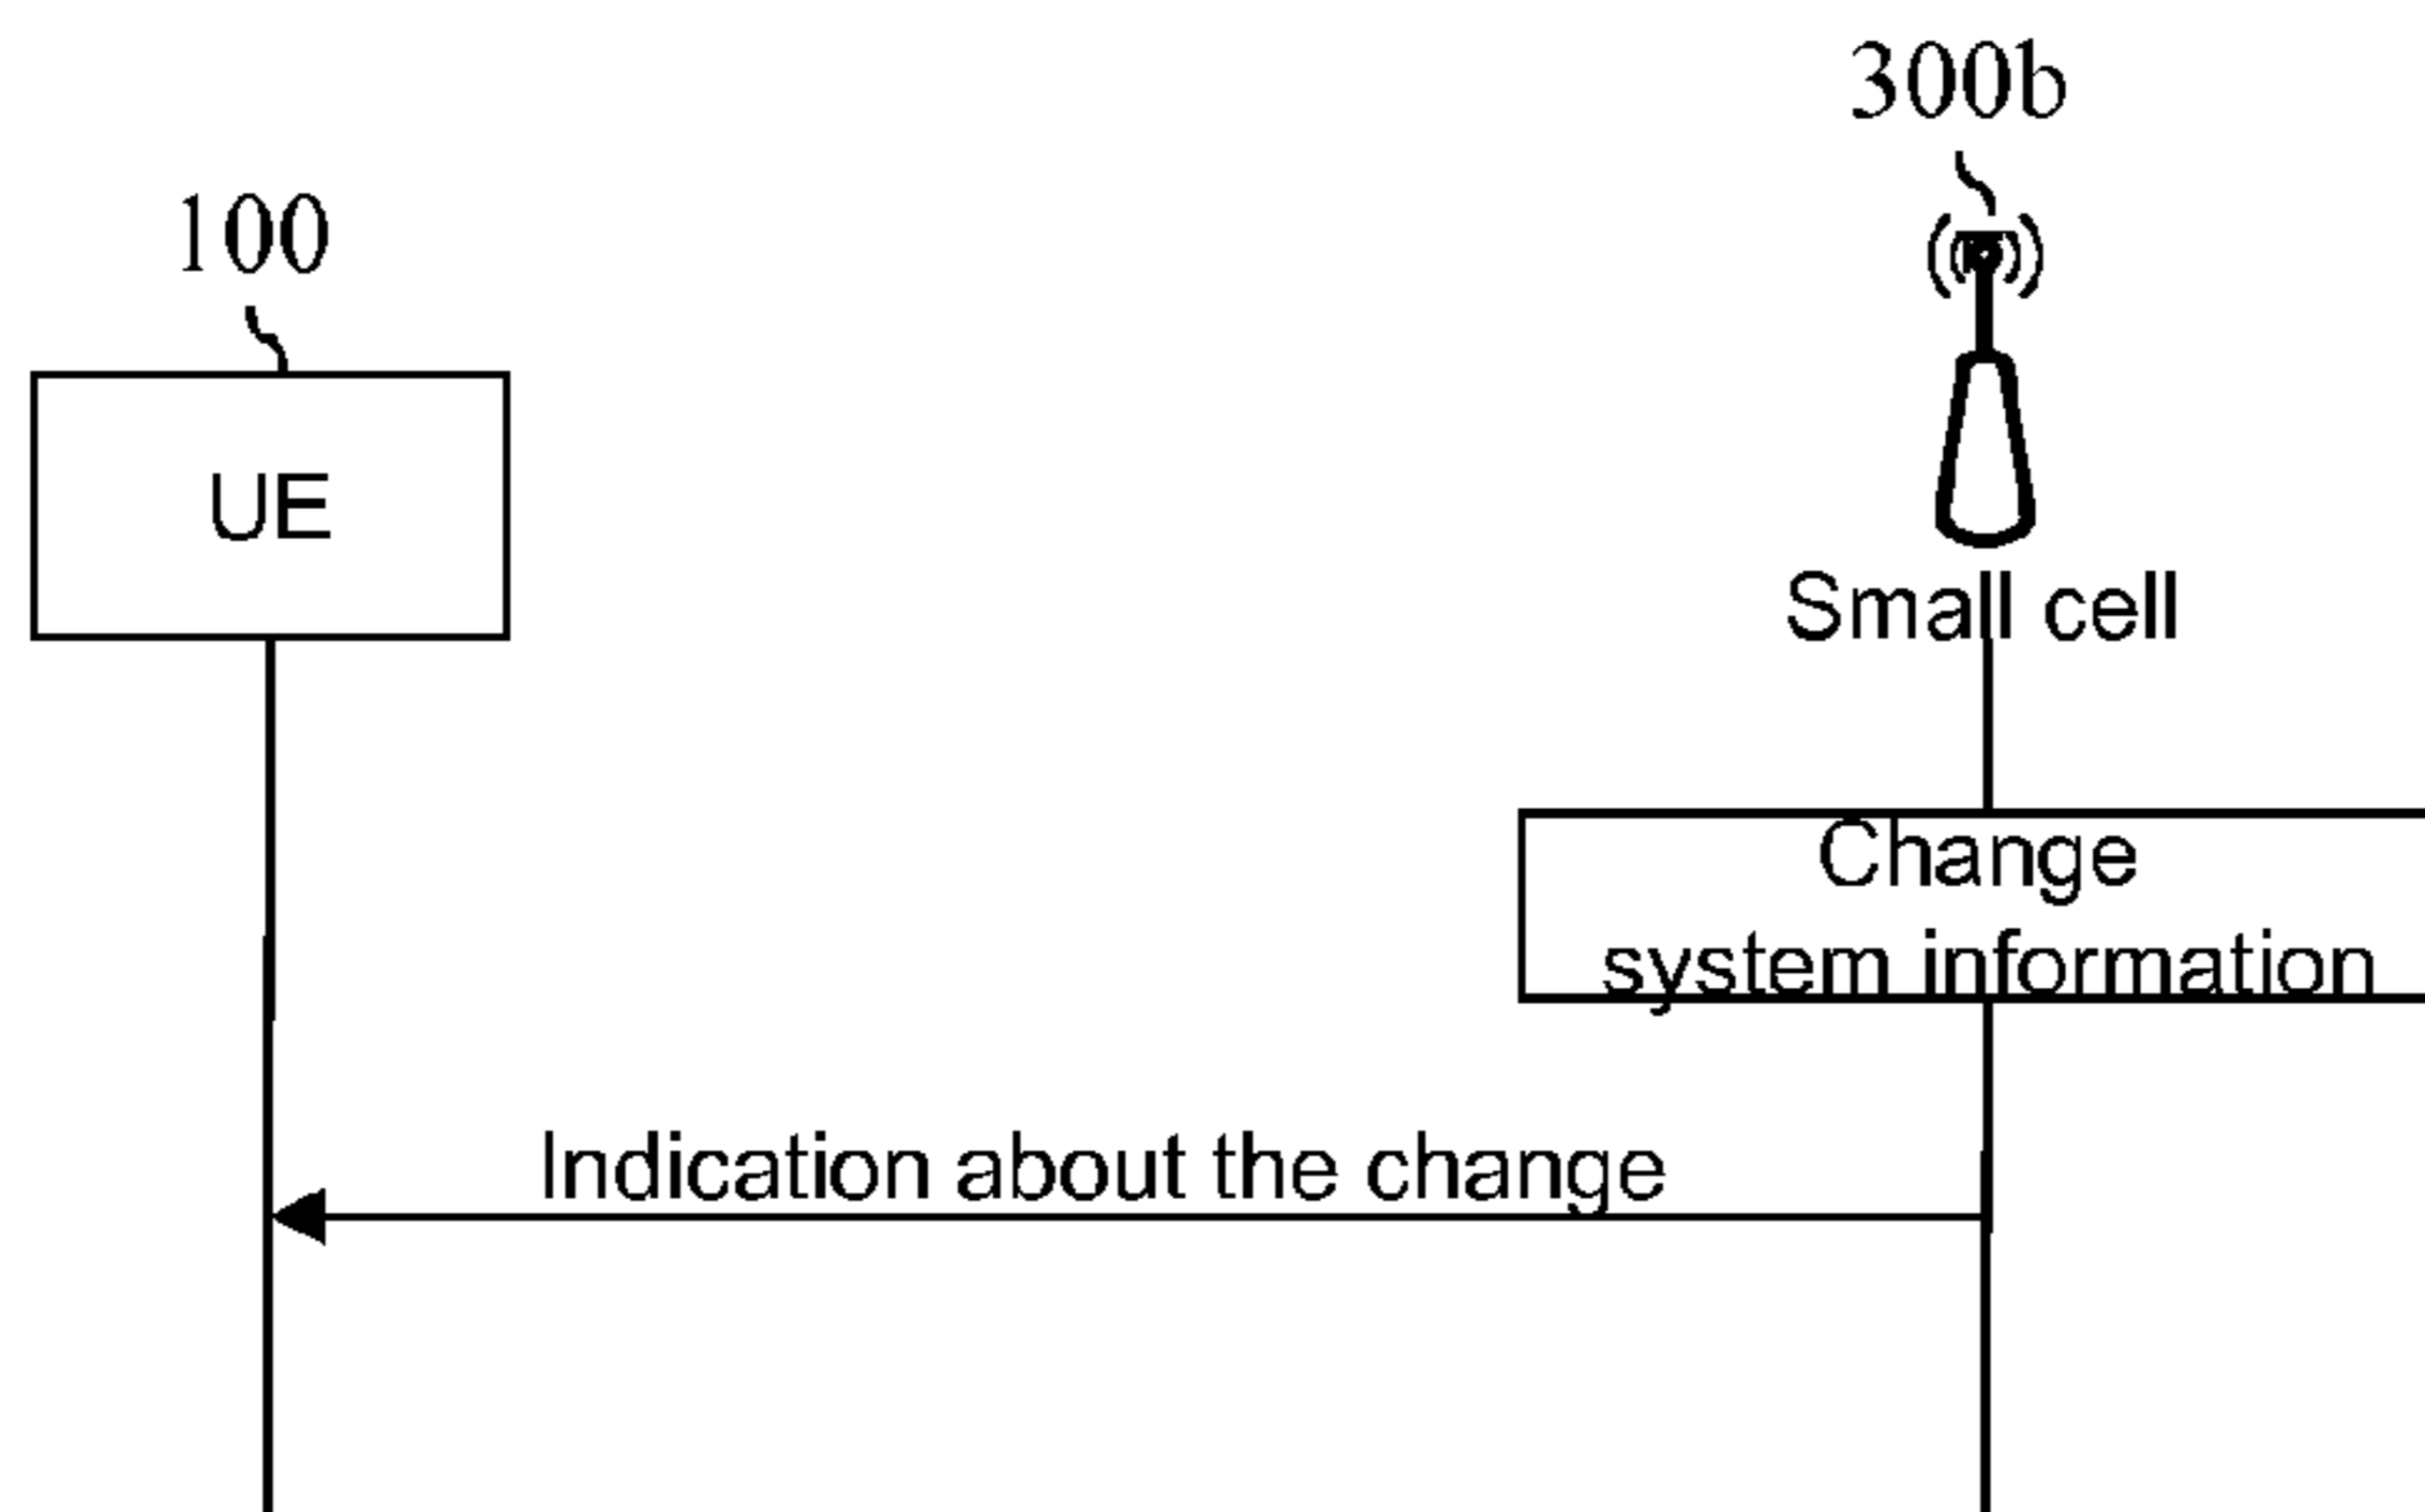 300b
100
UE
Small cell
Change
system information
Indication about the change